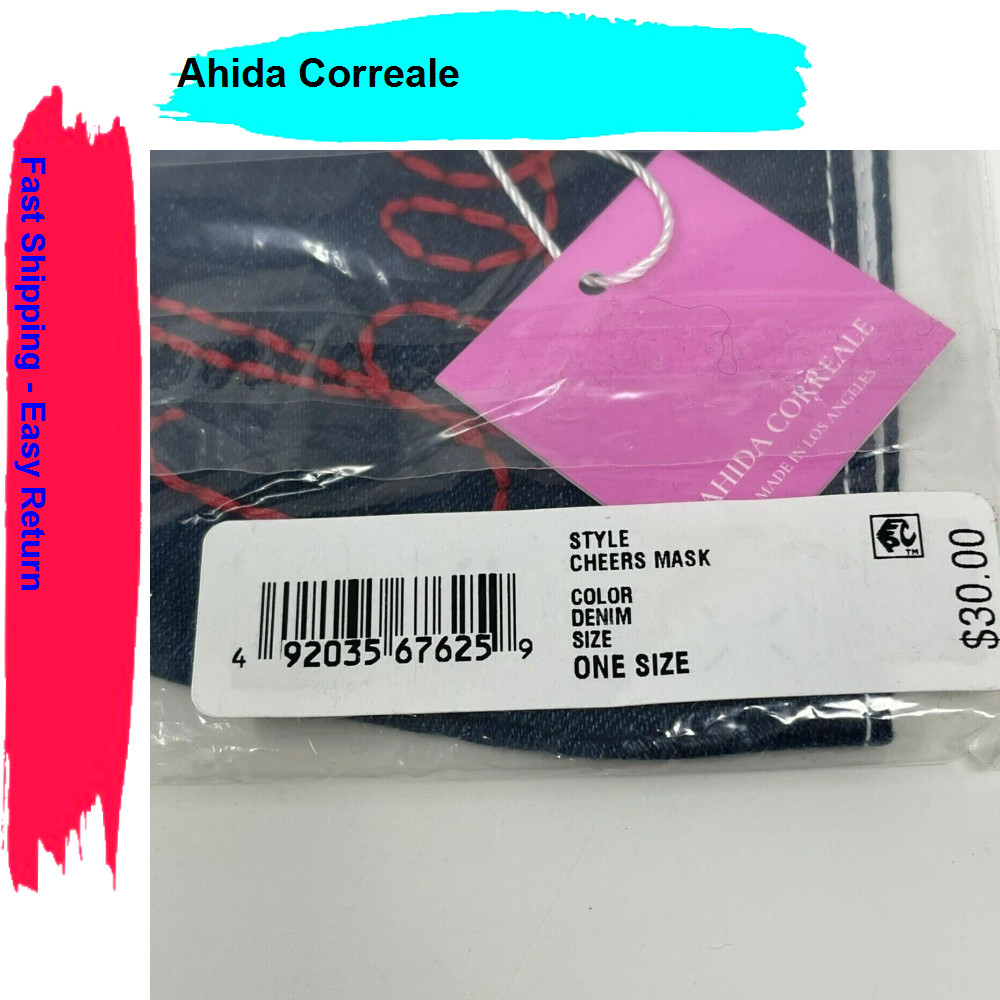 Ahida Correale
Fast Shipping - Easy Return
AHIDA CORREALE
MADE IN LOS ANGELES
STYLE
CHEERS MASK
COLOR
DENIM
SIZE
ONE SIZE
$30.00
4 92035 67625 9
TM